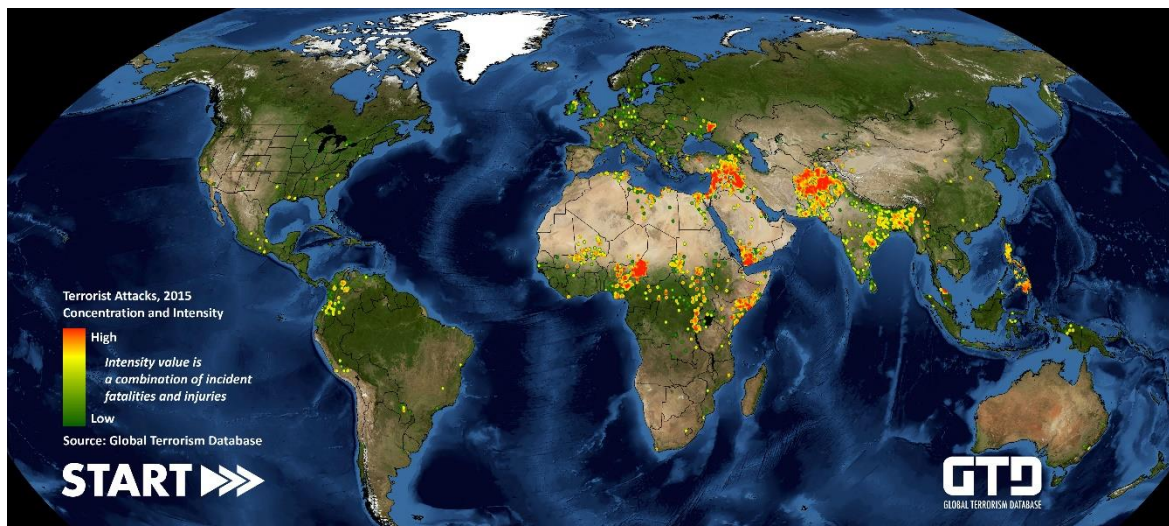 Terrorist Attacks, 2015
Concentration and Intensity
High
Intensity value is
a combination of incident
fatalities and injuries
Low
Source: Global Terrorism Database
START
GTD
GLOBAL TERRORISM DATABASE